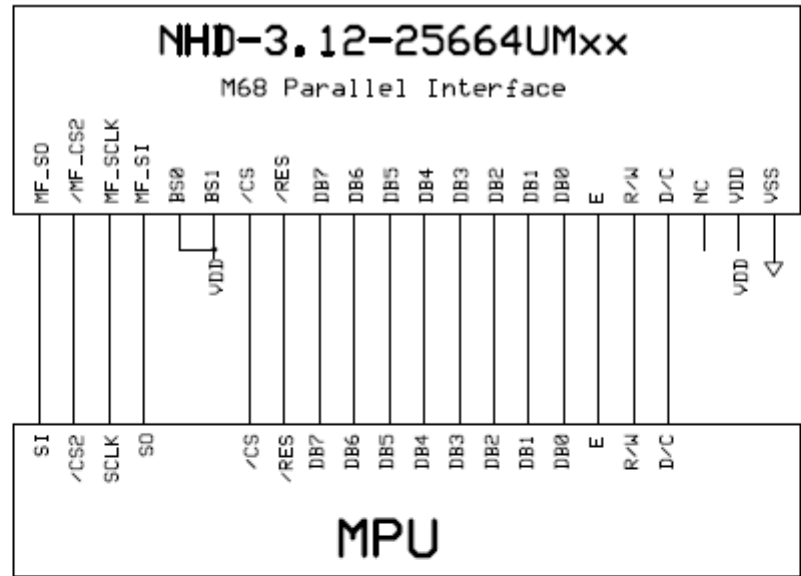 NHD-3.12-25664UMxx
M68 Parallel Interface
MF_SO
/MF_CS2
MF_SCLK
MF_SI
BS0
BS1
/CS
/RES
DB7
DB6
DB5
DB4
DB3
DB2
DB1
DB0
E
R/W
D/C
NC
VDD
VSS
VDD
VDD
SI
/CS2
SCLK
SO
/CS
/RES
DB7
DB6
DB5
DB4
DB3
DB2
DB1
DB0
E
R/W
D/C
MPU